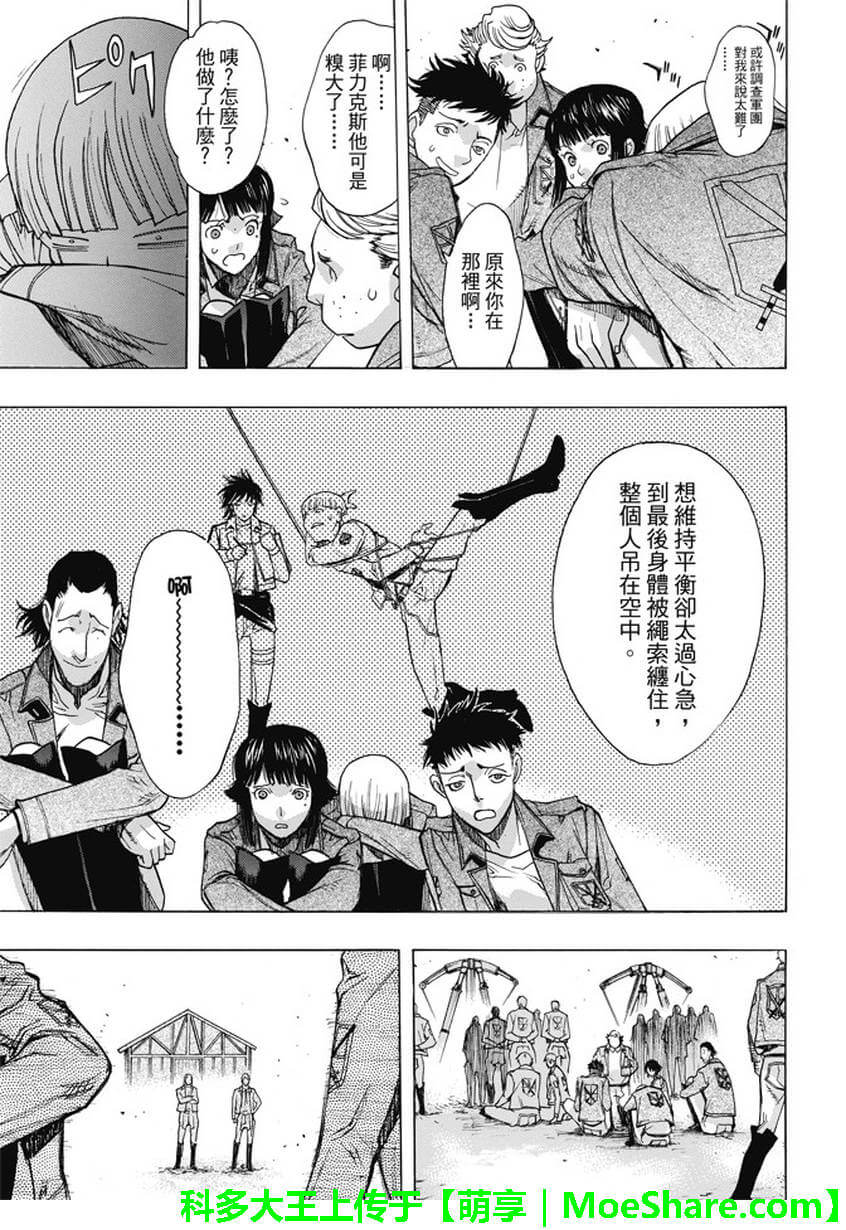 或許調查軍團
對我來說太難了
原來你在
那裡啊…
啊……
菲力克斯他可是
糗大了……
咦？怎麼了？
他做了什麼？
ピクッ
想維持平衡卻太過心急，
到最後身體被繩索纏住，
整個人吊在空中。
科多大王上传于【萌享｜MoeShare.com】